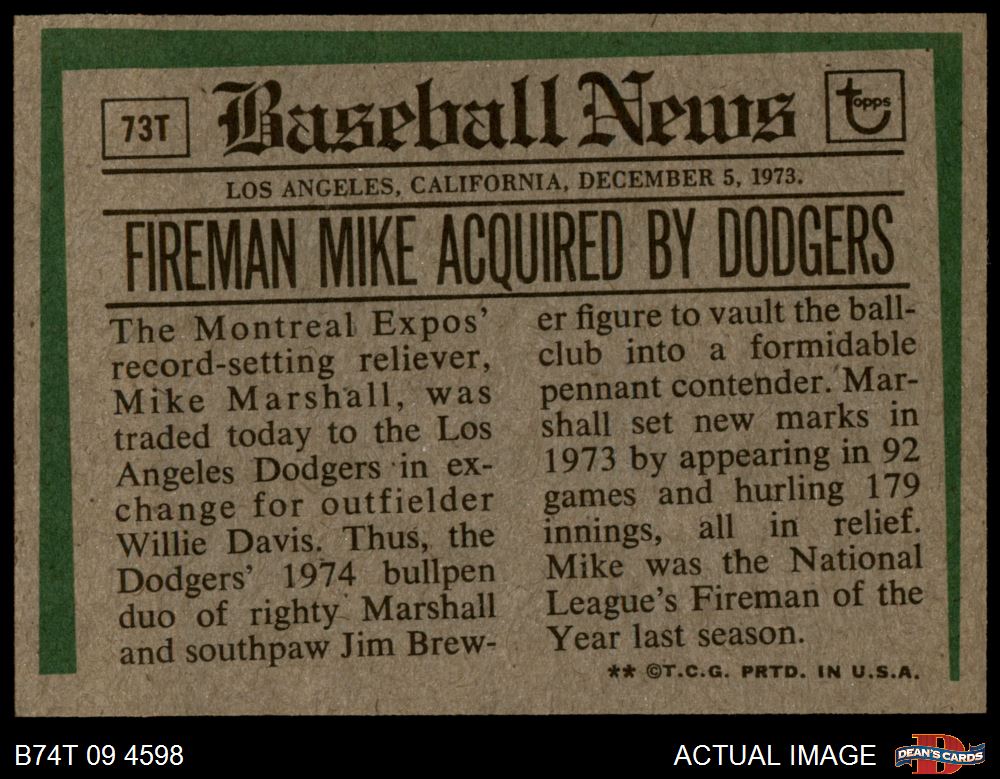 73T
Baseball News
topps
LOS ANGELES, CALIFORNIA, DECEMBER 5, 1973.
FIREMAN MIKE ACQUIRED BY DODGERS
The Montreal Expos'
record-setting reliever,
Mike Marshall, was
traded today to the Los
Angeles Dodgers in ex-
change for outfielder
Willie Davis. Thus, the
Dodgers' 1974 bullpen
duo of righty Marshall
and southpaw Jim Brew-
er figure to vault the ball-
club into a formidable
pennant contender. Mar-
shall set new marks in
1973 by appearing in 92
games and hurling 179
innings, all in relief.
Mike was the National
League's Fireman of the
Year last season.
** ©T.C.G. PRTD. IN U.S.A.
B74T 09 4598
ACTUAL IMAGE
D
DEAN'S CARDS